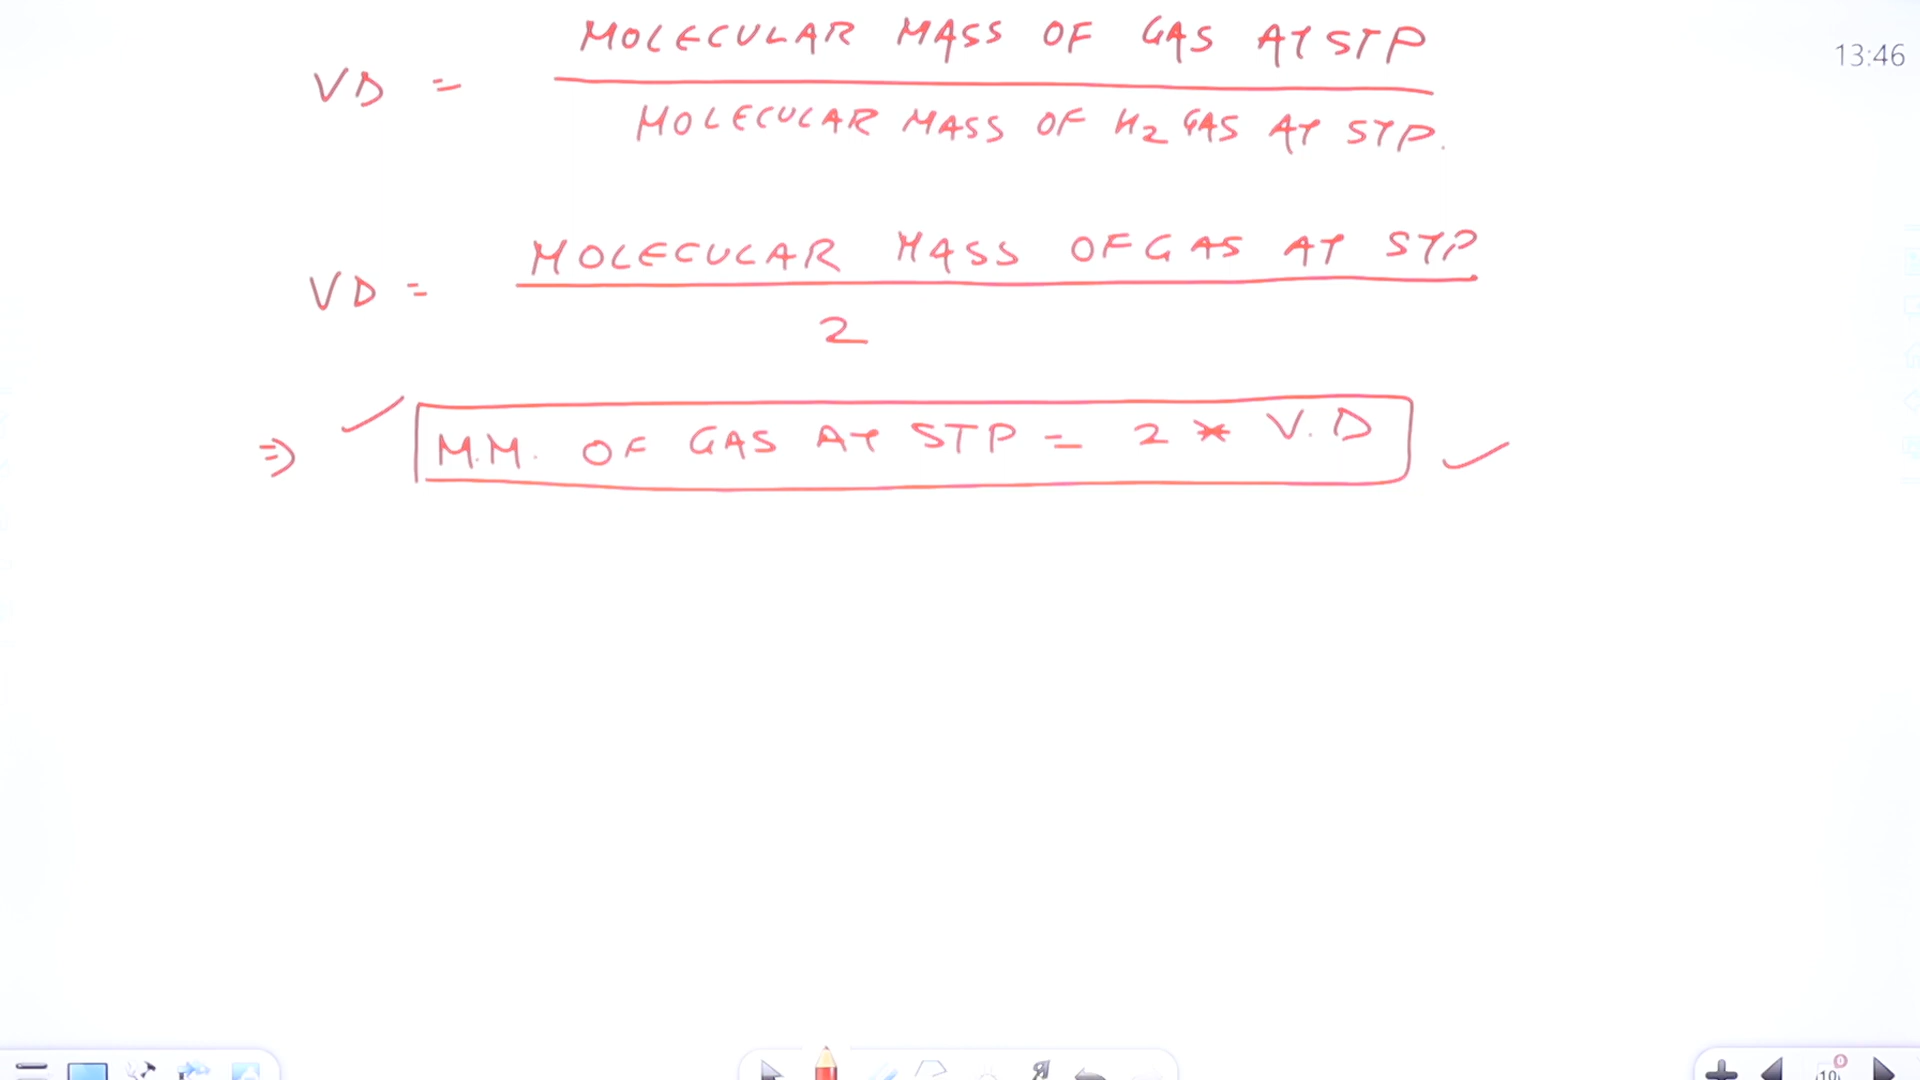 MOLECULAR MASS OF GAS AT STP
13:46
VD =
MOLECULAR MASS OF H2 GAS AT STP.
MOLECULAR MASS OF GAS AT STP
VD =
2
⇒ M.M. OF GAS AT STP = 2 * V.D
10